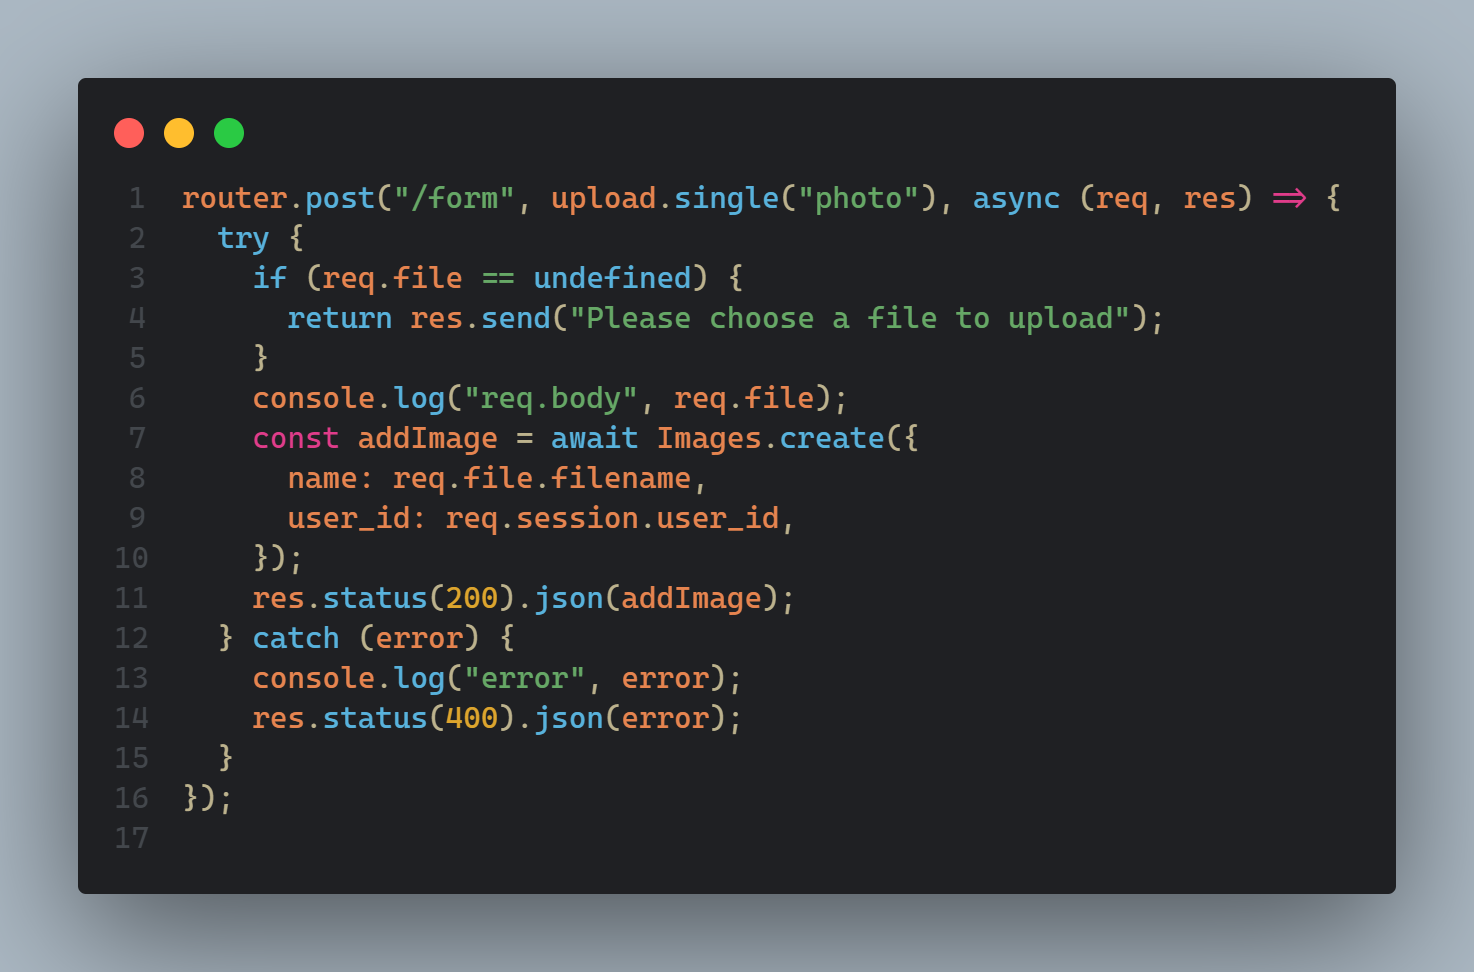 1 router.post("/form", upload.single("photo"), async (req, res) => {
2 try {
3 if (req.file == undefined) {
4 return res.send("Please choose a file to upload");
5 }
6 console.log("req.body", req.file);
7 const addImage = await Images.create({
8 name: req.file.filename,
9 user_id: req.session.user_id,
10 });
11 res.status(200).json(addImage);
12 } catch (error) {
13 console.log("error", error);
14 res.status(400).json(error);
15 }
16 });
17